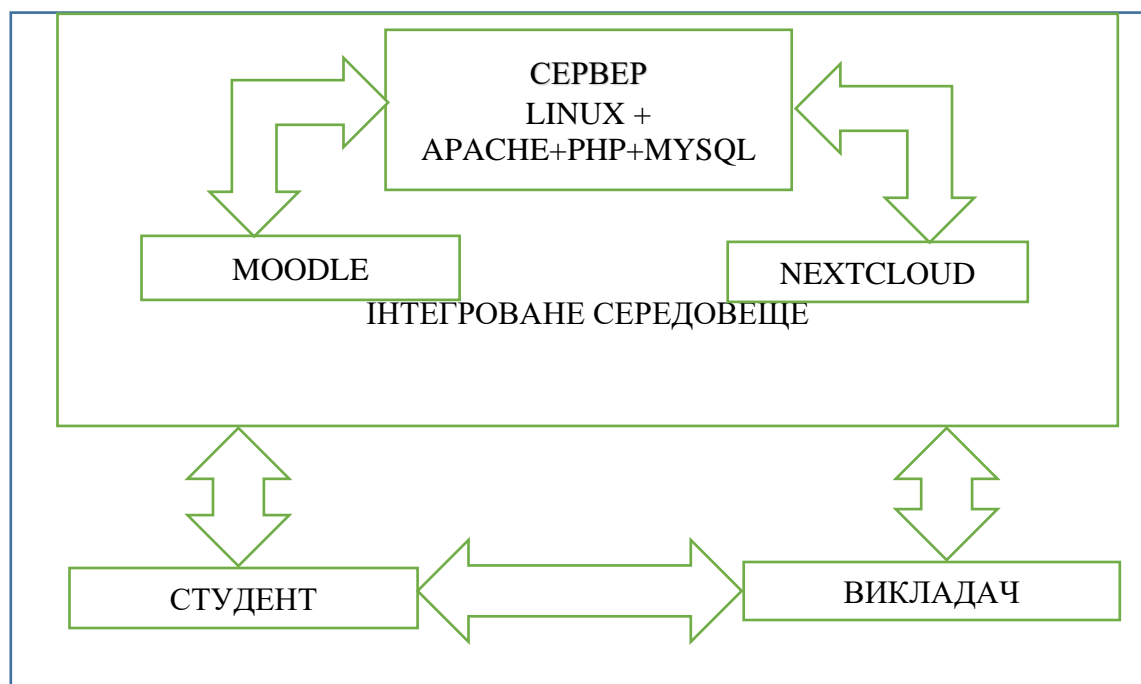 СЕРВЕР
LINUX +
APACHE+PHP+MYSQL
MOODLE
NEXTCLOUD
ІНТЕГРОВАНЕ СЕРЕДОВЕЩЕ
СТУДЕНТ
ВИКЛАДАЧ